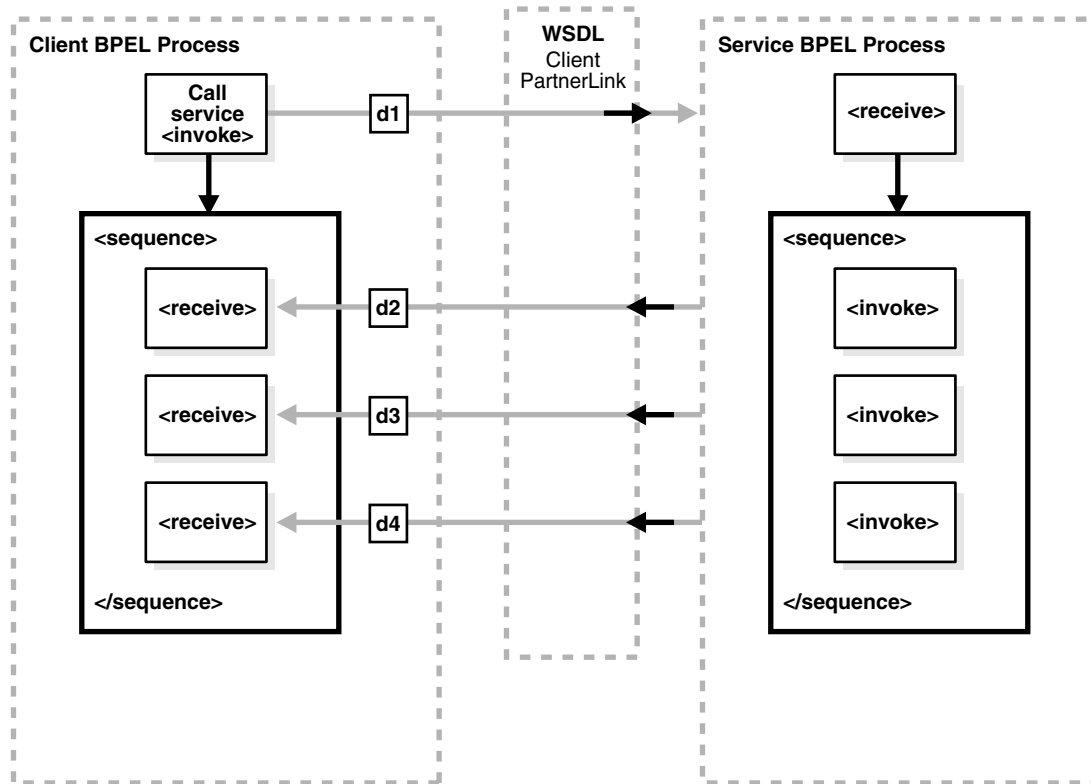 Client BPEL Process
WSDL
Client
PartnerLink
Service BPEL Process
Call
service
<invoke>
d1
<receive>
<sequence>
<sequence>
<receive>
d2
<invoke>
<receive>
d3
<invoke>
<receive>
d4
<invoke>
</sequence>
</sequence>